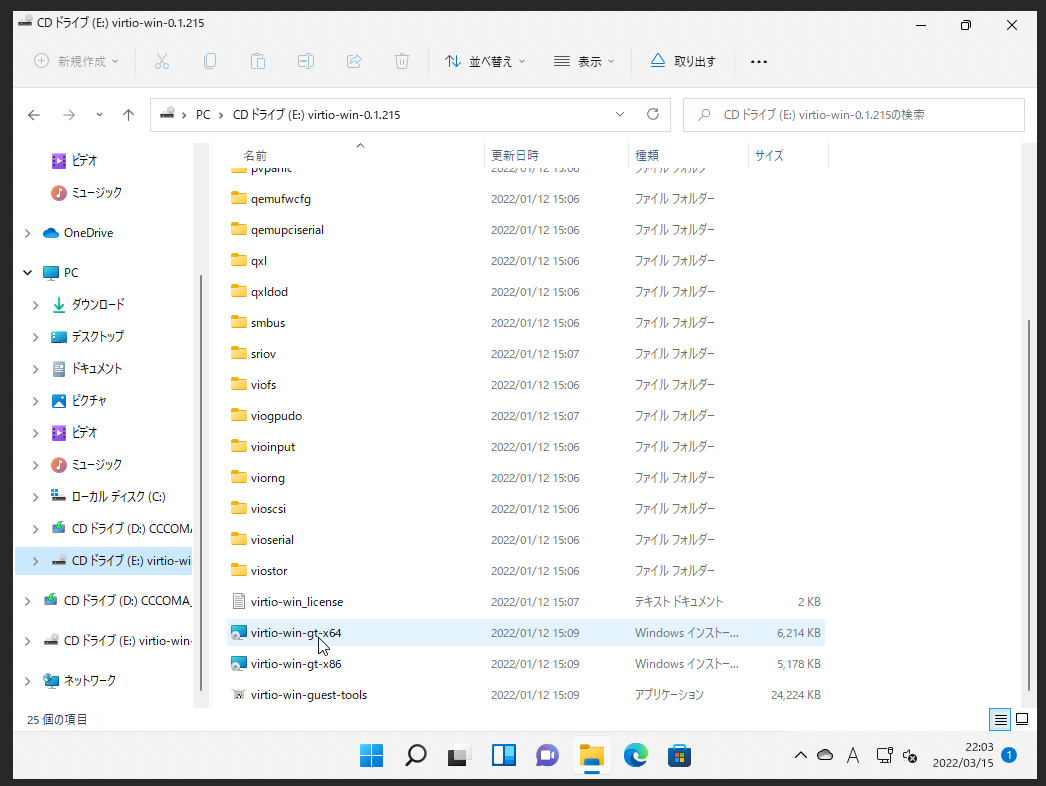 CD ドライブ (E:) virtio-win-0.1.215
新規作成 並べ替え 表示 取り出す
PC CD ドライブ (E:) virtio-win-0.1.215 CD ドライブ (E:) virtio-win-0.1.215の検索
ビデオ
ミュージック
OneDrive
PC
ダウンロード
デスクトップ
ドキュメント
ピクチャ
ビデオ
ミュージック
ローカル ディスク (C:)
CD ドライブ (D:) CCCOMA
CD ドライブ (E:) virtio-wi
CD ドライブ (D:) CCCOMA_
CD ドライブ (E:) virtio-win-
ネットワーク
名前 更新日時 種類 サイズ
pvpanic 2022/01/12 15:06 ファイル フォルダー
qemufwcfg 2022/01/12 15:06 ファイル フォルダー
qemupciserial 2022/01/12 15:06 ファイル フォルダー
qxl 2022/01/12 15:06 ファイル フォルダー
qxldod 2022/01/12 15:06 ファイル フォルダー
smbus 2022/01/12 15:06 ファイル フォルダー
sriov 2022/01/12 15:07 ファイル フォルダー
viofs 2022/01/12 15:06 ファイル フォルダー
viogpudo 2022/01/12 15:07 ファイル フォルダー
vioinput 2022/01/12 15:06 ファイル フォルダー
viorng 2022/01/12 15:06 ファイル フォルダー
vioscsi 2022/01/12 15:06 ファイル フォルダー
vioserial 2022/01/12 15:06 ファイル フォルダー
viostor 2022/01/12 15:06 ファイル フォルダー
virtio-win_license 2022/01/12 15:07 テキスト ドキュメント 2 KB
virtio-win-gt-x64 2022/01/12 15:09 Windows インストー... 6,214 KB
virtio-win-gt-x86 2022/01/12 15:09 Windows インストー... 5,178 KB
virtio-win-guest-tools 2022/01/12 15:09 アプリケーション 24,224 KB
25 個の項目
A
22:03
2022/03/15
1